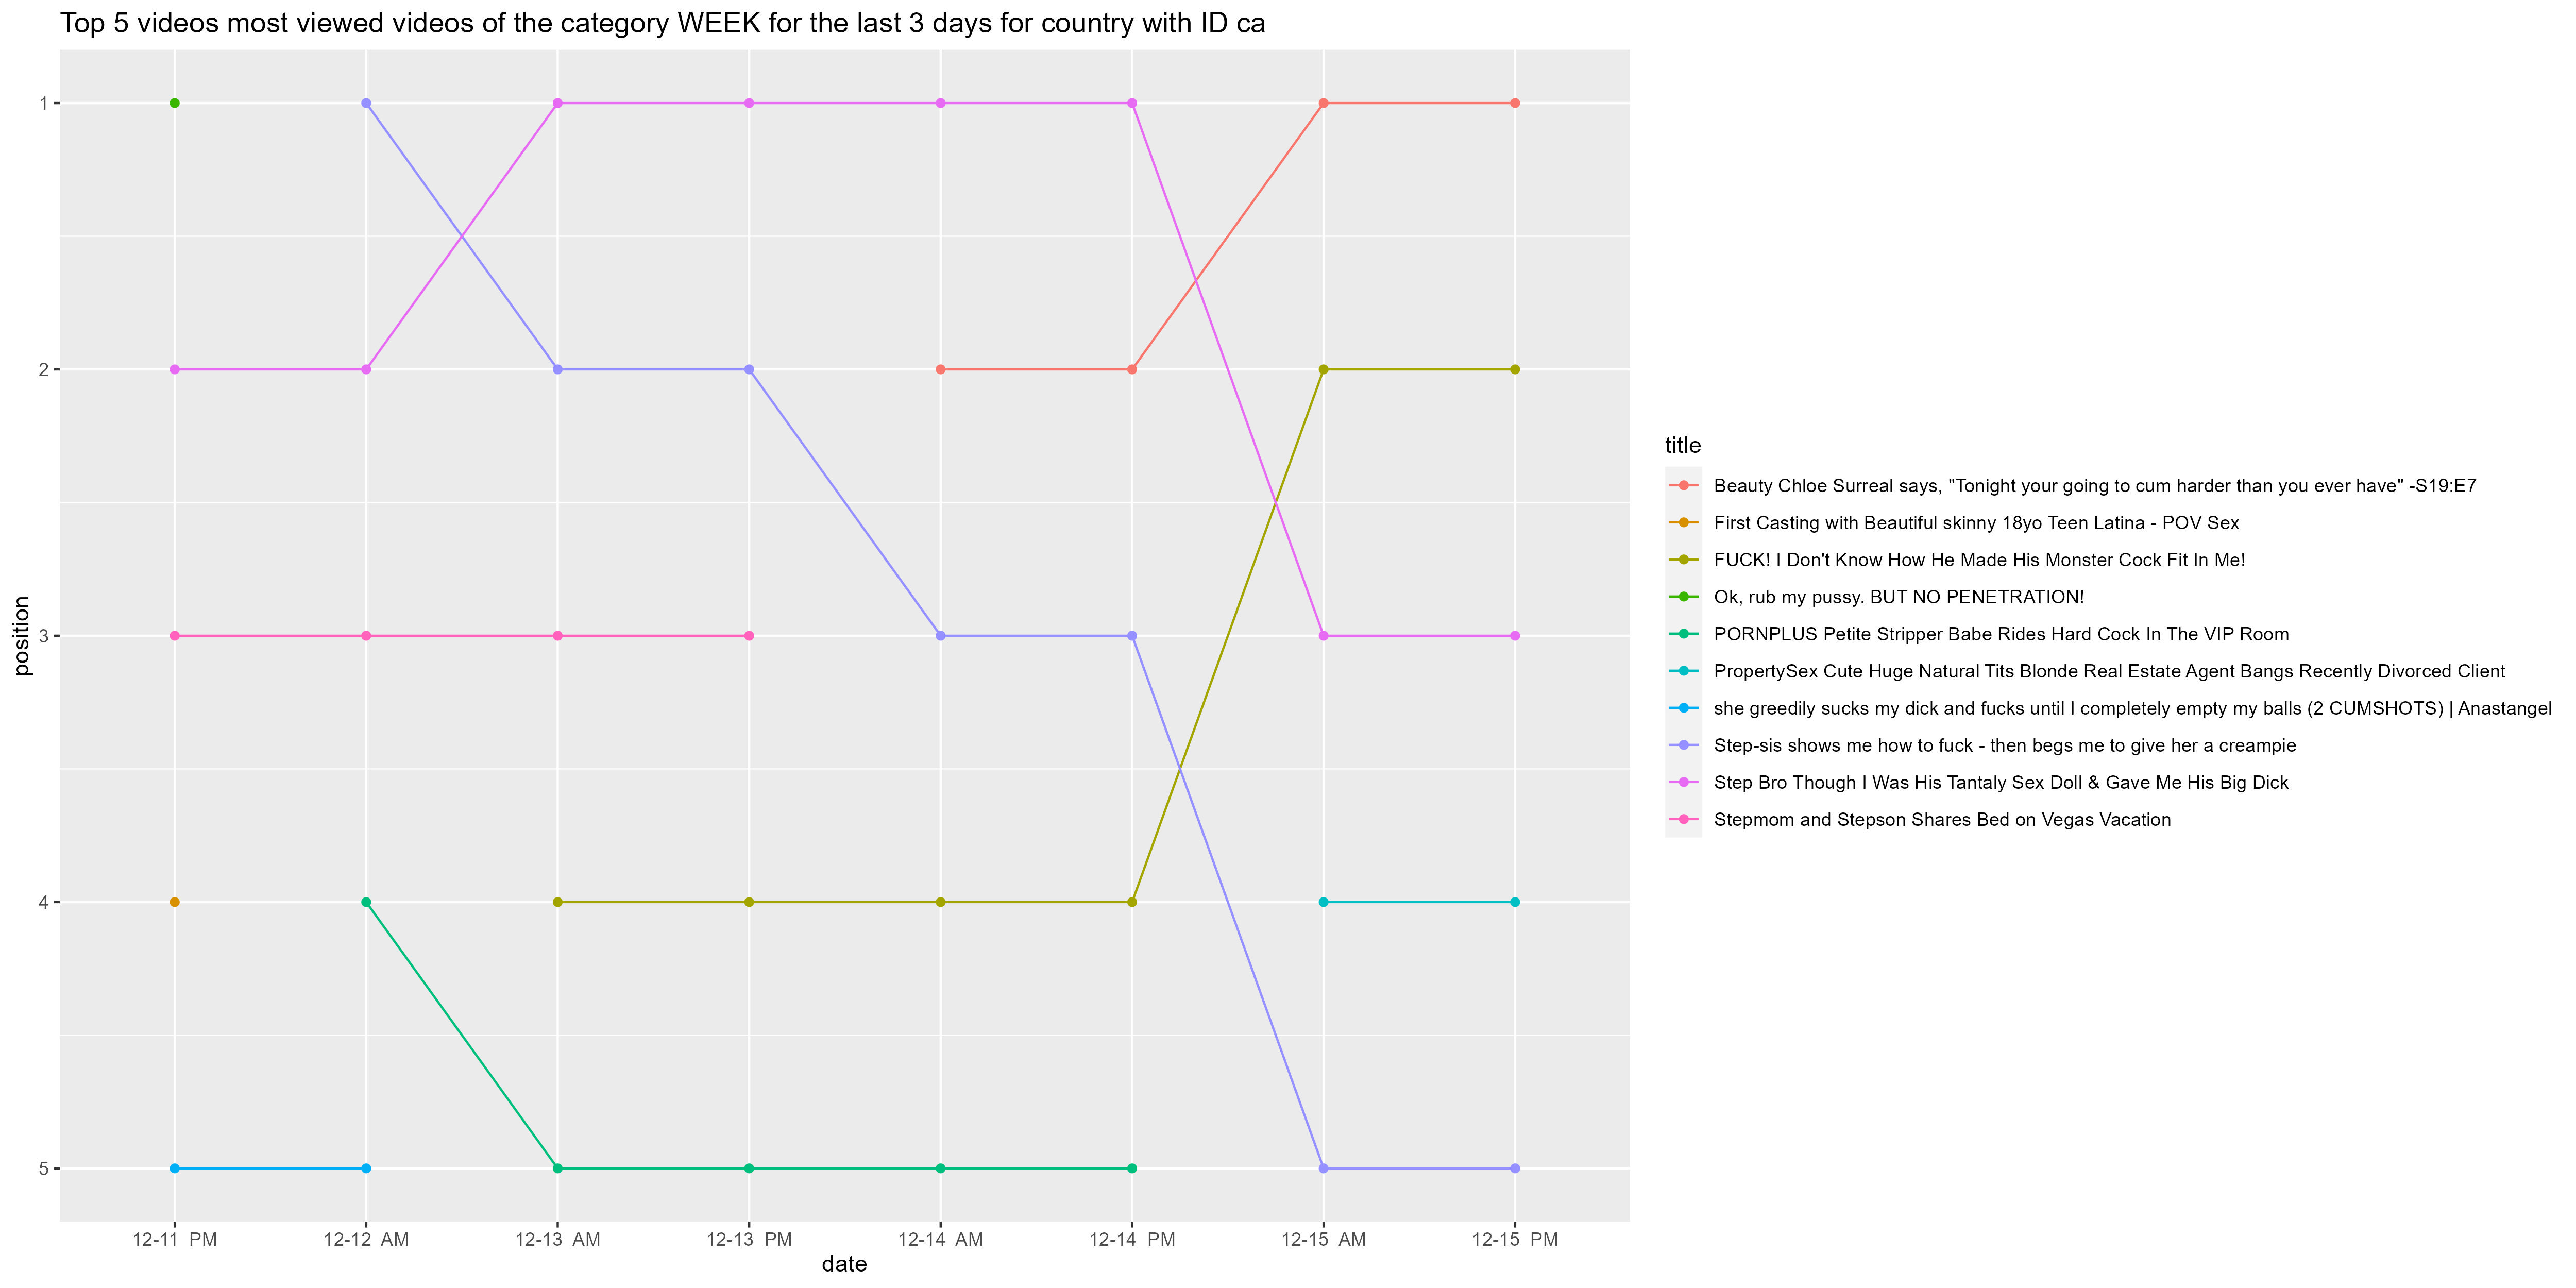 Top 5 videos most viewed videos of the category WEEK for the last 3 days for country with ID ca
position
1
2
3
4
5
12-11 PM
12-12 AM
12-13 AM
12-13 PM
12-14 AM
12-14 PM
12-15 AM
12-15 PM
date
title
Beauty Chloe Surreal says, "Tonight your going to cum harder than you ever have" -S19:E7
First Casting with Beautiful skinny 18yo Teen Latina - POV Sex
FUCK! I Don't Know How He Made His Monster Cock Fit In Me!
Ok, rub my pussy. BUT NO PENETRATION!
PORNPLUS Petite Stripper Babe Rides Hard Cock In The VIP Room
PropertySex Cute Huge Natural Tits Blonde Real Estate Agent Bangs Recently Divorced Client
she greedily sucks my dick and fucks until I completely empty my balls (2 CUMSHOTS) | Anastangel
Step-sis shows me how to fuck - then begs me to give her a creampie
Step Bro Though I Was His Tantaly Sex Doll & Gave Me His Big Dick
Stepmom and Stepson Shares Bed on Vegas Vacation